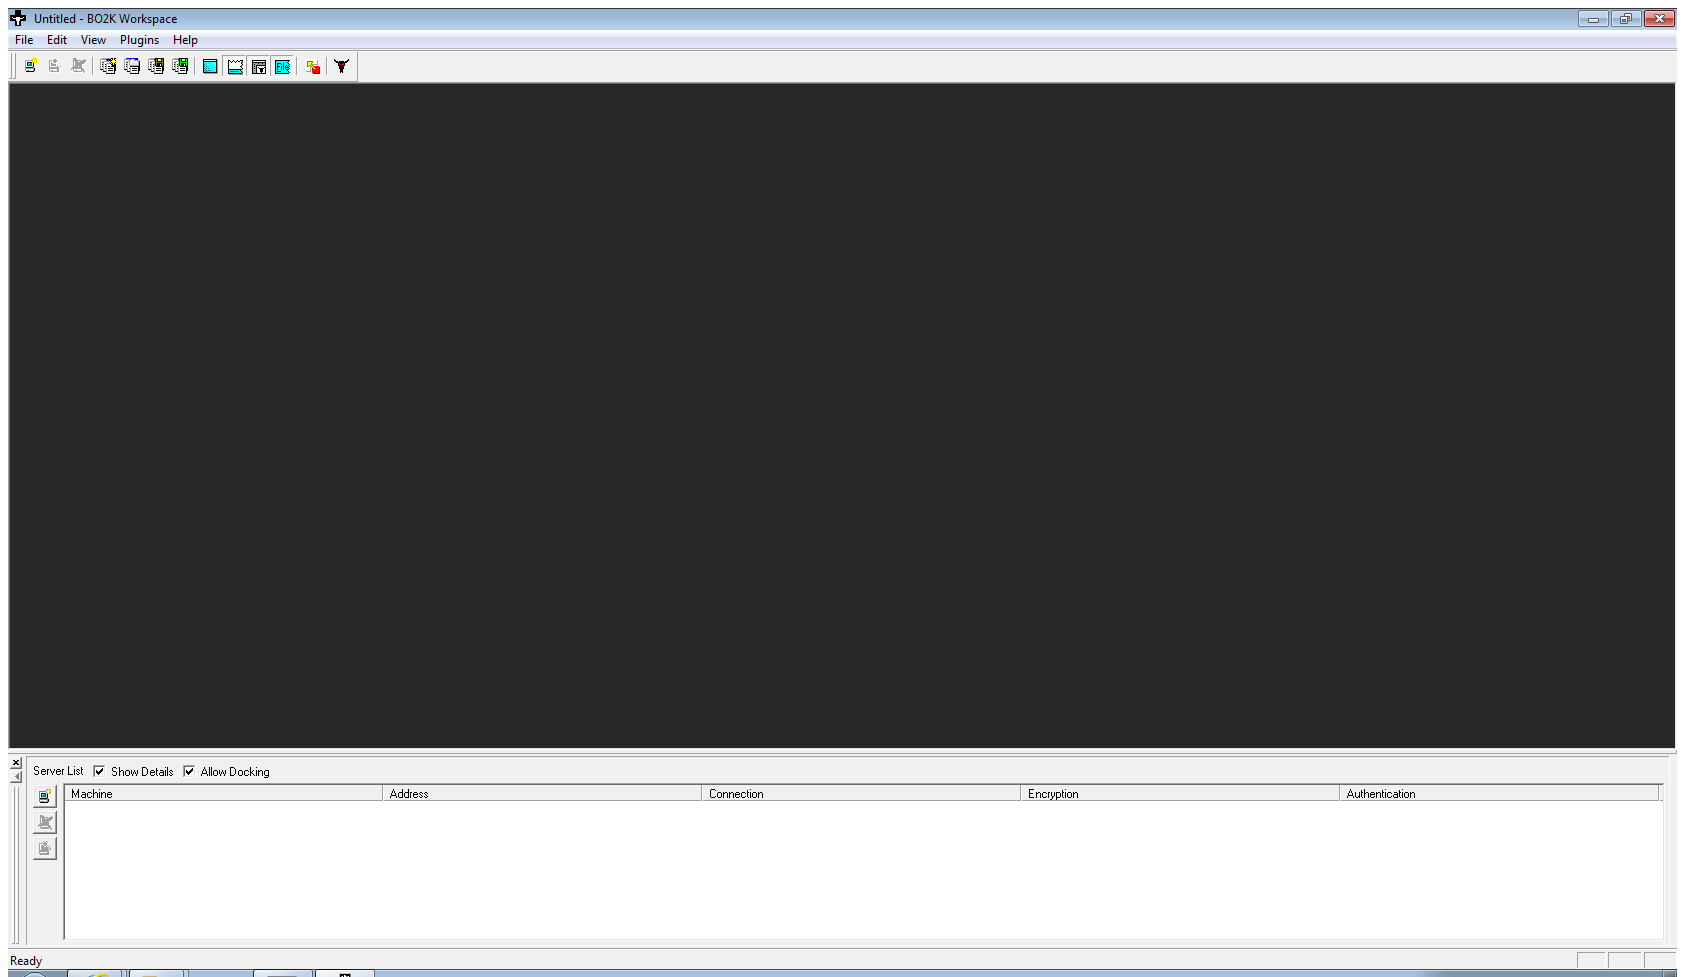 Untitled - BO2K Workspace
File Edit View Plugins Help
File
Server List Show Details Allow Docking
Machine Address Connection Encryption Authentication
Ready